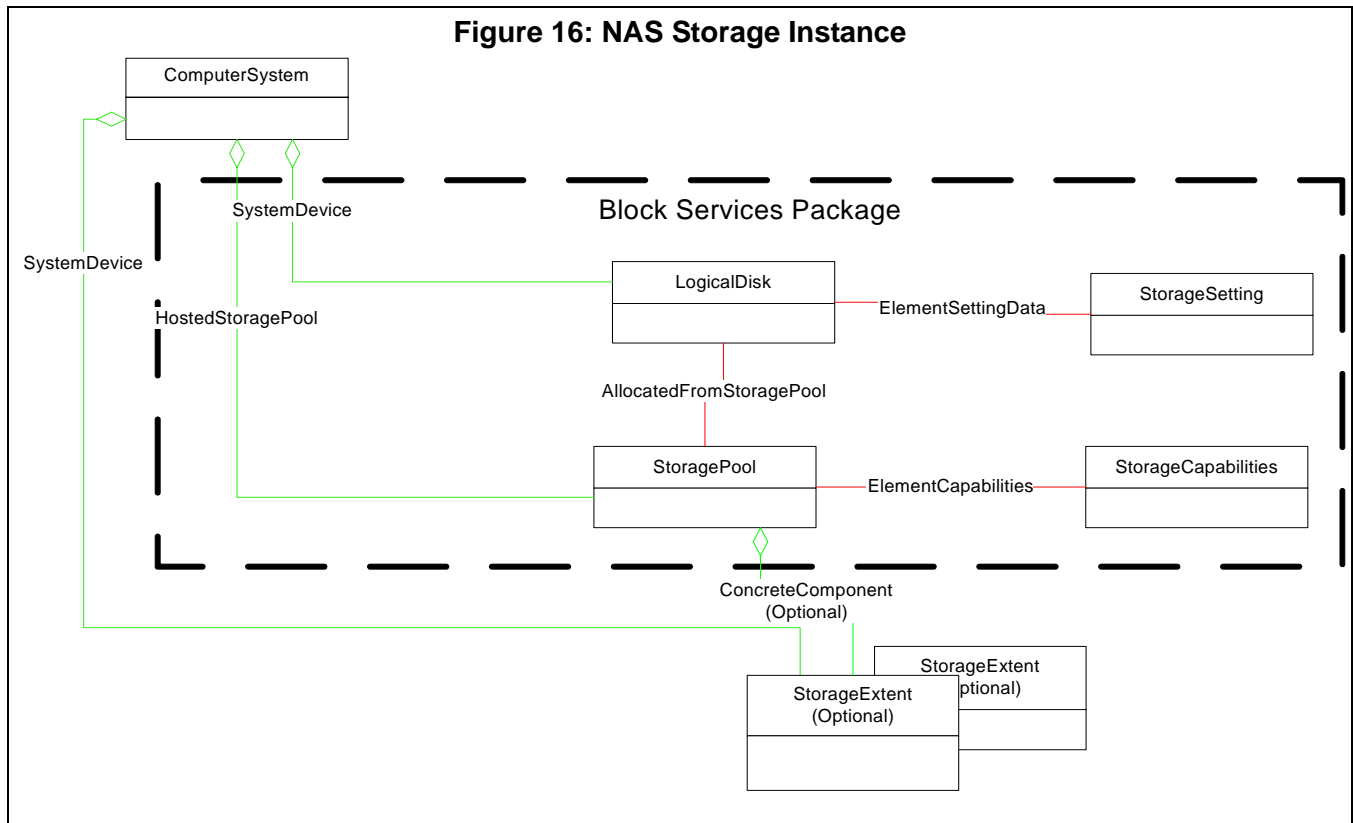 Figure 16: NAS Storage Instance
ComputerSystem
SystemDevice
Block Services Package
SystemDevice
LogicalDisk
StorageSetting
ElementSettingData
HostedStoragePool
AllocatedFromStoragePool
StoragePool
StorageCapabilities
ElementCapabilities
ConcreteComponent
(Optional)
StorageExtent
ptional)
StorageExtent
(Optional)